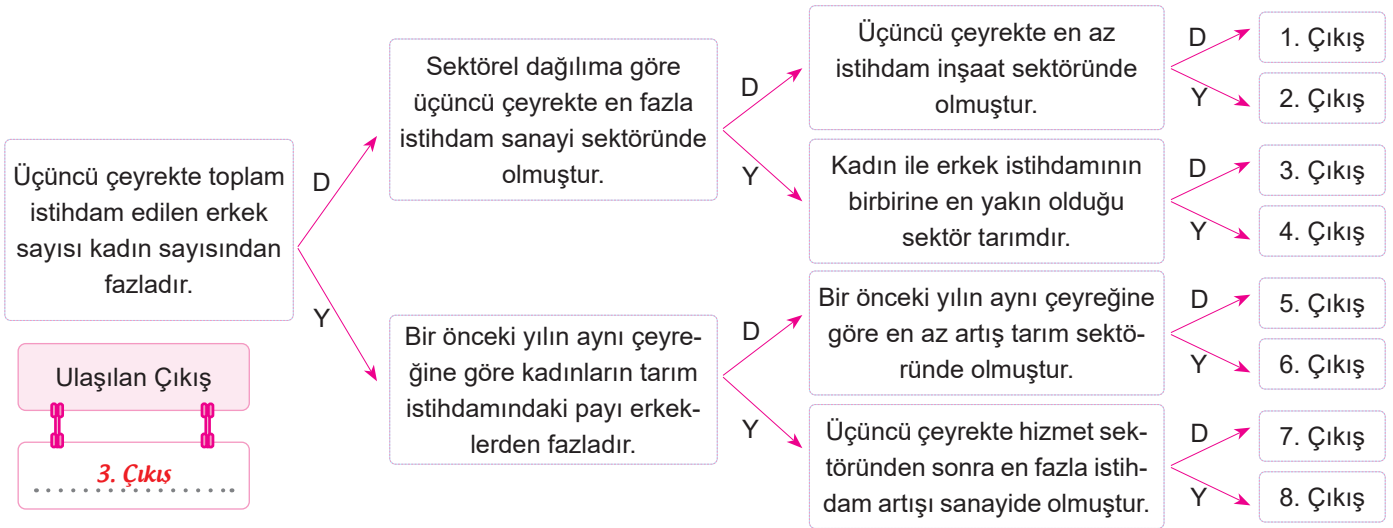 Üçüncü çeyrekte toplam
istihdam edilen erkek
sayısı kadın sayısından
fazladır.
D
Y
Sektörel dağılıma göre
üçüncü çeyrekte en fazla
istihdam sanayi sektöründe
olmuştur.
D
Y
Bir önceki yılın aynı çeyre-
ğine göre kadınların tarım
istihdamındaki payı erkek-
lerden fazladır.
D
Y
Üçüncü çeyrekte en az
istihdam inşaat sektöründe
olmuştur.
D
Y
Kadın ile erkek istihdamının
birbirine en yakın olduğu
sektör tarımdır.
D
Y
Bir önceki yılın aynı çeyreğine
göre en az artış tarım sektö-
ründe olmuştur.
D
Y
Üçüncü çeyrekte hizmet sek-
töründen sonra en fazla istih-
dam artışı sanayide olmuştur.
D
Y
1. Çıkış
2. Çıkış
3. Çıkış
4. Çıkış
5. Çıkış
6. Çıkış
7. Çıkış
8. Çıkış
Ulaşılan Çıkış
3. Çıkış